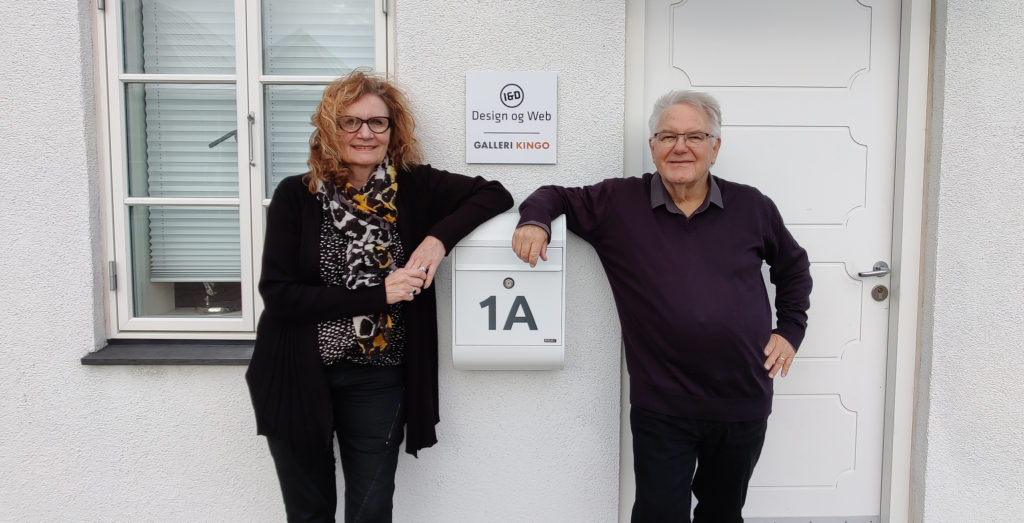 I&D
Design og Web
GALLERI KINGO
1A